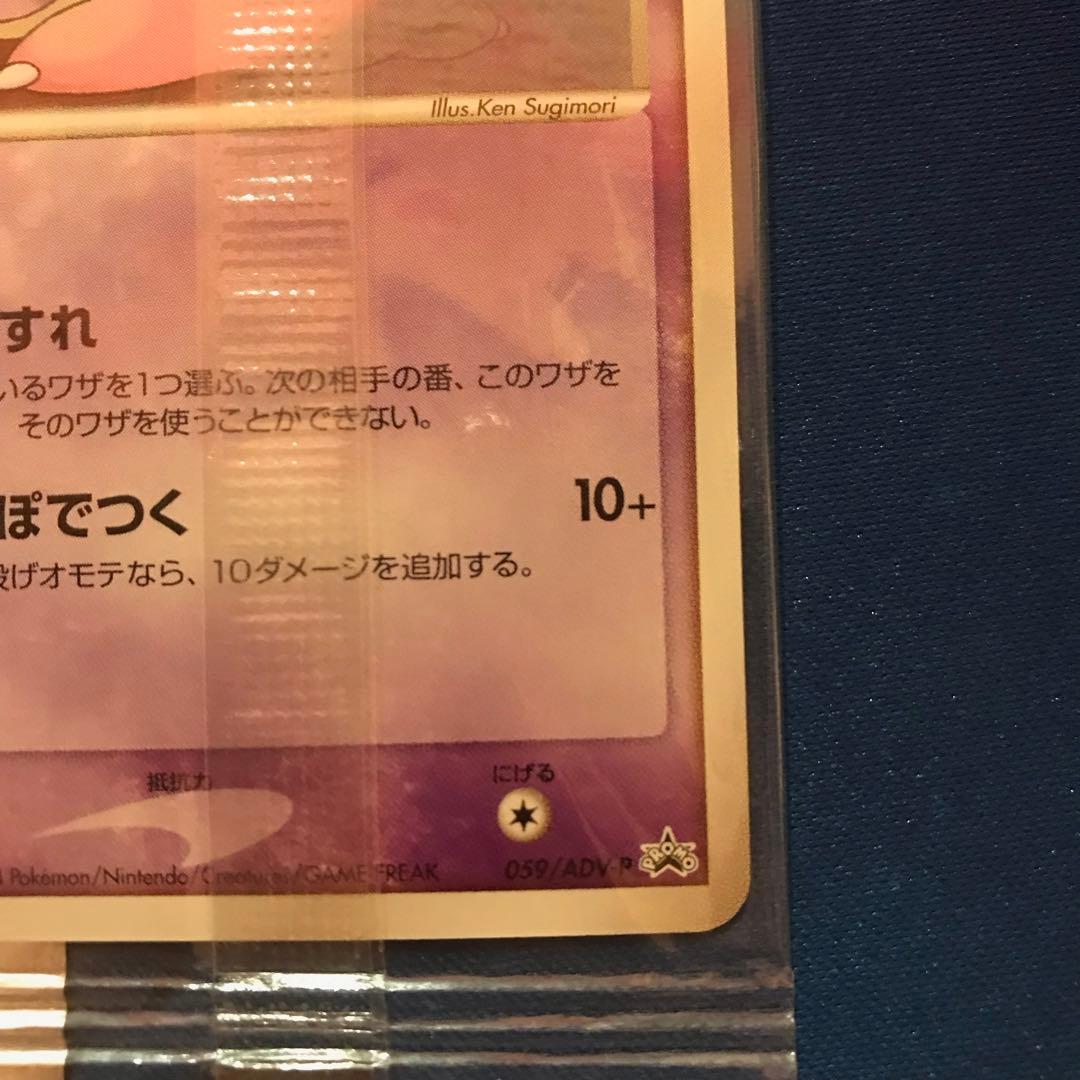 Illus.Ken Sugimori
すれ
いるワザを1つ選ぶ。次の相手の番、このワザを
そのワザを使うことができない。
ぽでつく
10+
投げオモテなら、10ダメージを追加する。
抵抗力
にげる
Pokémon/Nintendo/Creatures/GAME FREAK
059/ADV-P
PROMO